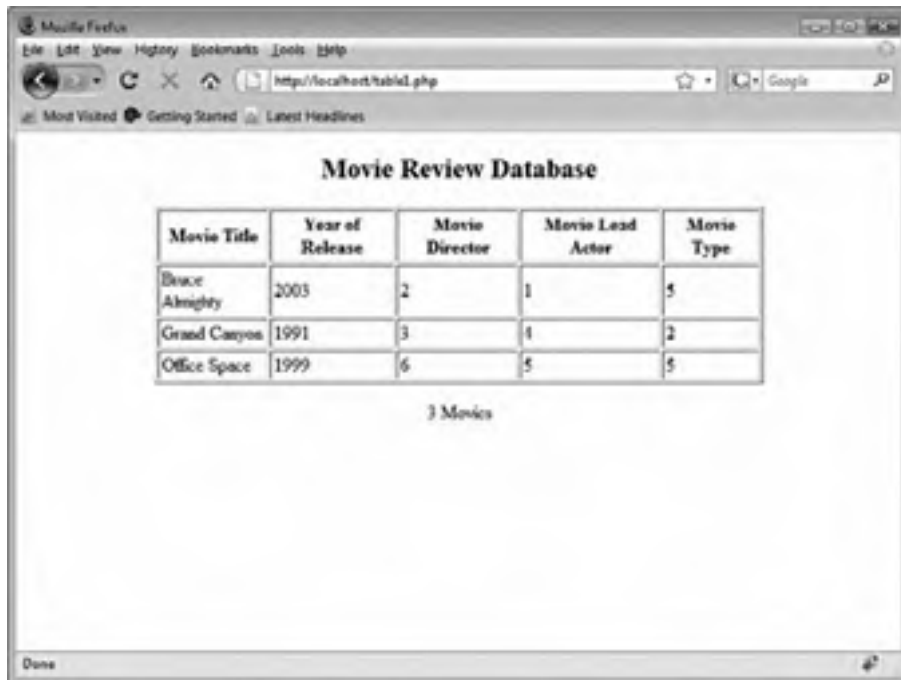 Mozilla Firefox
File Edit View History Bookmarks Tools Help
http://localhost/table1.php
Google
Most Visited Getting Started Latest Headlines
Movie Review Database
Movie Title Year of Release Movie Director Movie Lead Actor Movie Type
Bruce Almighty 2003 2 1 5
Grand Canyon 1991 3 4 2
Office Space 1999 6 5 5
3 Movies
Done